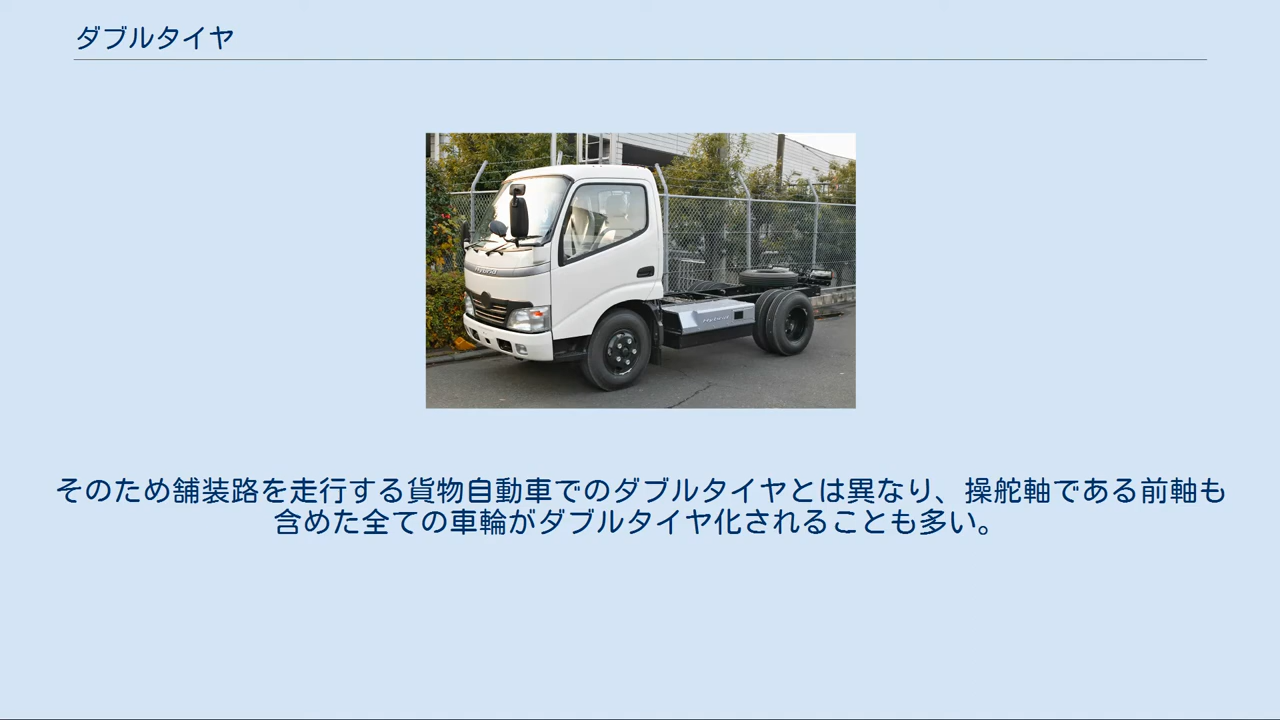 ダブルタイヤ
Hybrid
Hybrid
そのため舗装路を走行する貨物自動車でのダブルタイヤとは異なり、操舵軸である前軸も
含めた全ての車輪がダブルタイヤ化されることも多い。